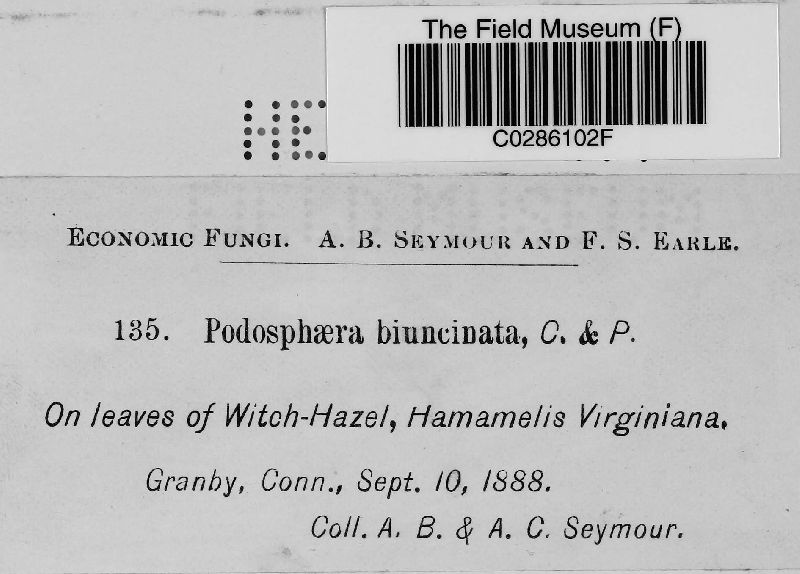 The Field Museum (F)
C0286102F
HE
Economic Fungi. A. B. Seymour and F. S. Earle.
135. Podosphæra biuncinata, C. & P.
On leaves of Witch-Hazel, Hamamelis Virginiana.
Granby, Conn., Sept. 10, 1888.
Coll. A. B. & A. C. Seymour.